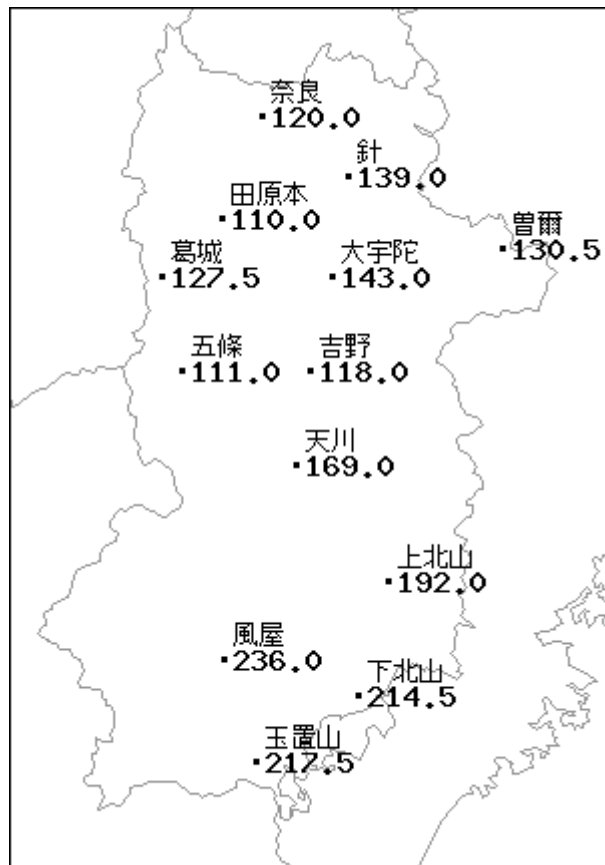 奈良
120.0
針
139.0
田原本
110.0
曽爾
130.5
葛城
127.5
大宇陀
143.0
五條
111.0
吉野
118.0
天川
169.0
上北山
192.0
風屋
236.0
下北山
214.5
玉置山
217.5